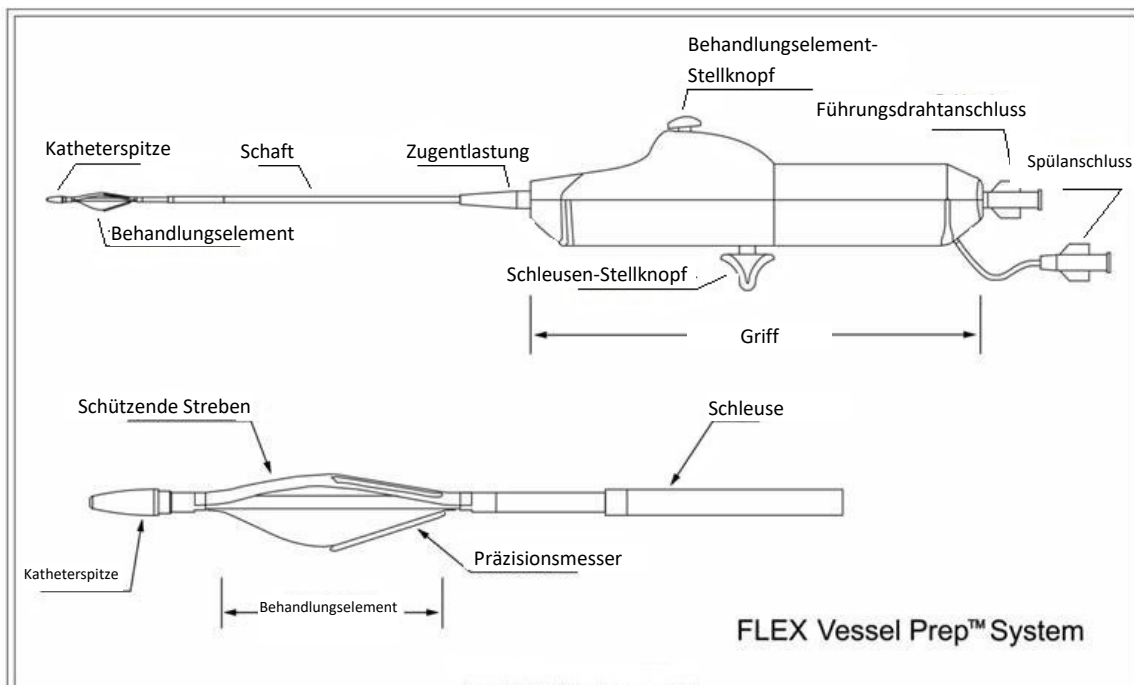 Behandlungselement-
Stellknopf
Führungsdrahtanschluss
Katheterspitze
Schaft
Zugentlastung
Spülanschluss
Behandlungselement
Schleusen-Stellknopf
Griff
Schützende Streben
Schleuse
Präzisionsmesser
Katheterspitze
Behandlungselement
FLEX Vessel Prep™ System